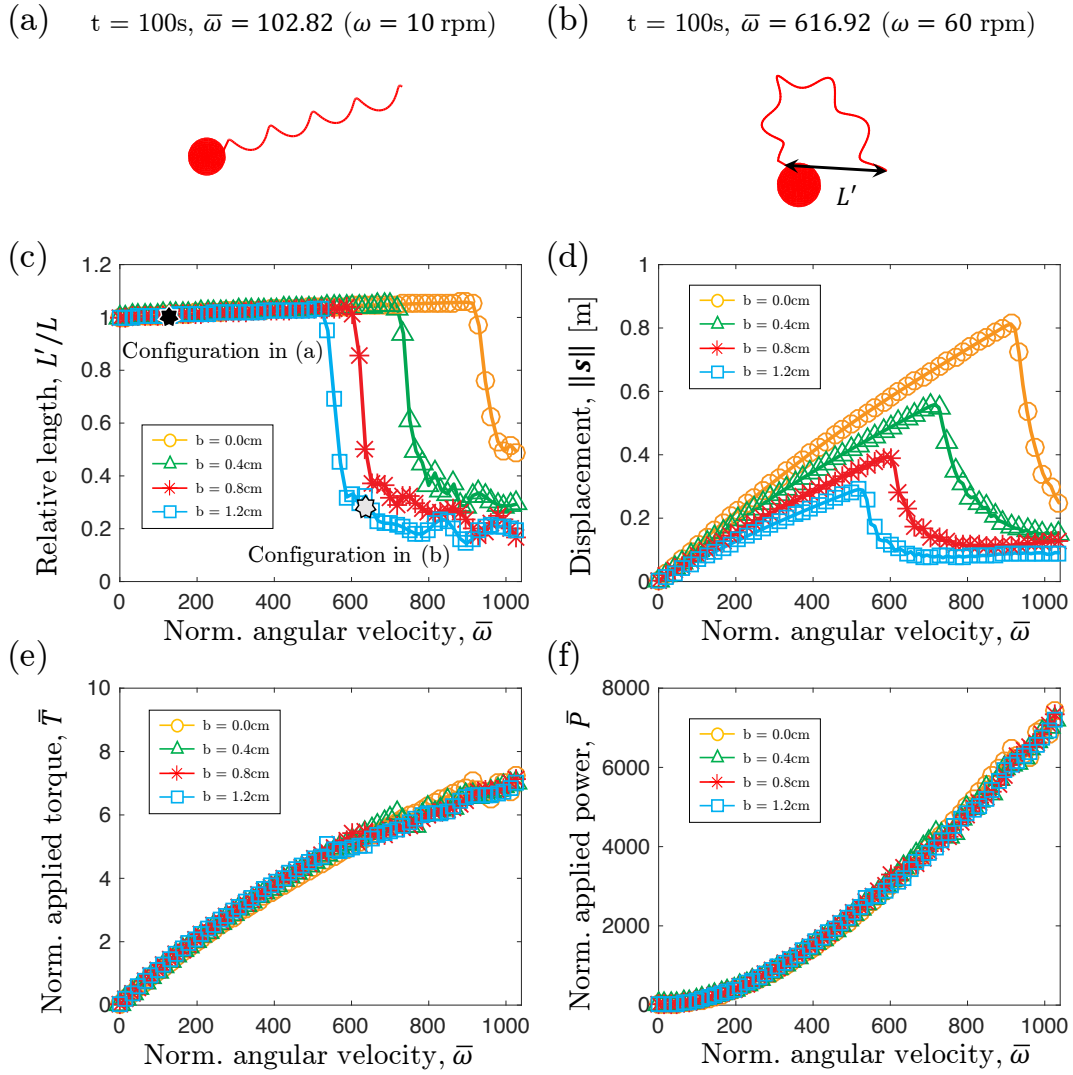 (a) t = 100s, ω̅ = 102.82 (ω = 10 rpm)
(b) t = 100s, ω̅ = 616.92 (ω = 60 rpm)
L′
(c)
Relative length, L′/L
1.2
1
0.8
0.6
0.4
0.2
0
Configuration in (a)
b = 0.0cm
b = 0.4cm
b = 0.8cm
b = 1.2cm
Configuration in (b)
0 200 400 600 800 1000
Norm. angular velocity, ω̅
(d)
Displacement, ||s|| [m]
1
0.8
0.6
0.4
0.2
0
b = 0.0cm
b = 0.4cm
b = 0.8cm
b = 1.2cm
0 200 400 600 800 1000
Norm. angular velocity, ω̅
(e)
Norm. applied torque, T̅
10
8
6
4
2
0
b = 0.0cm
b = 0.4cm
b = 0.8cm
b = 1.2cm
0 200 400 600 800 1000
Norm. angular velocity, ω̅
(f)
Norm. applied power, P̅
8000
6000
4000
2000
0
b = 0.0cm
b = 0.4cm
b = 0.8cm
b = 1.2cm
0 200 400 600 800 1000
Norm. angular velocity, ω̅